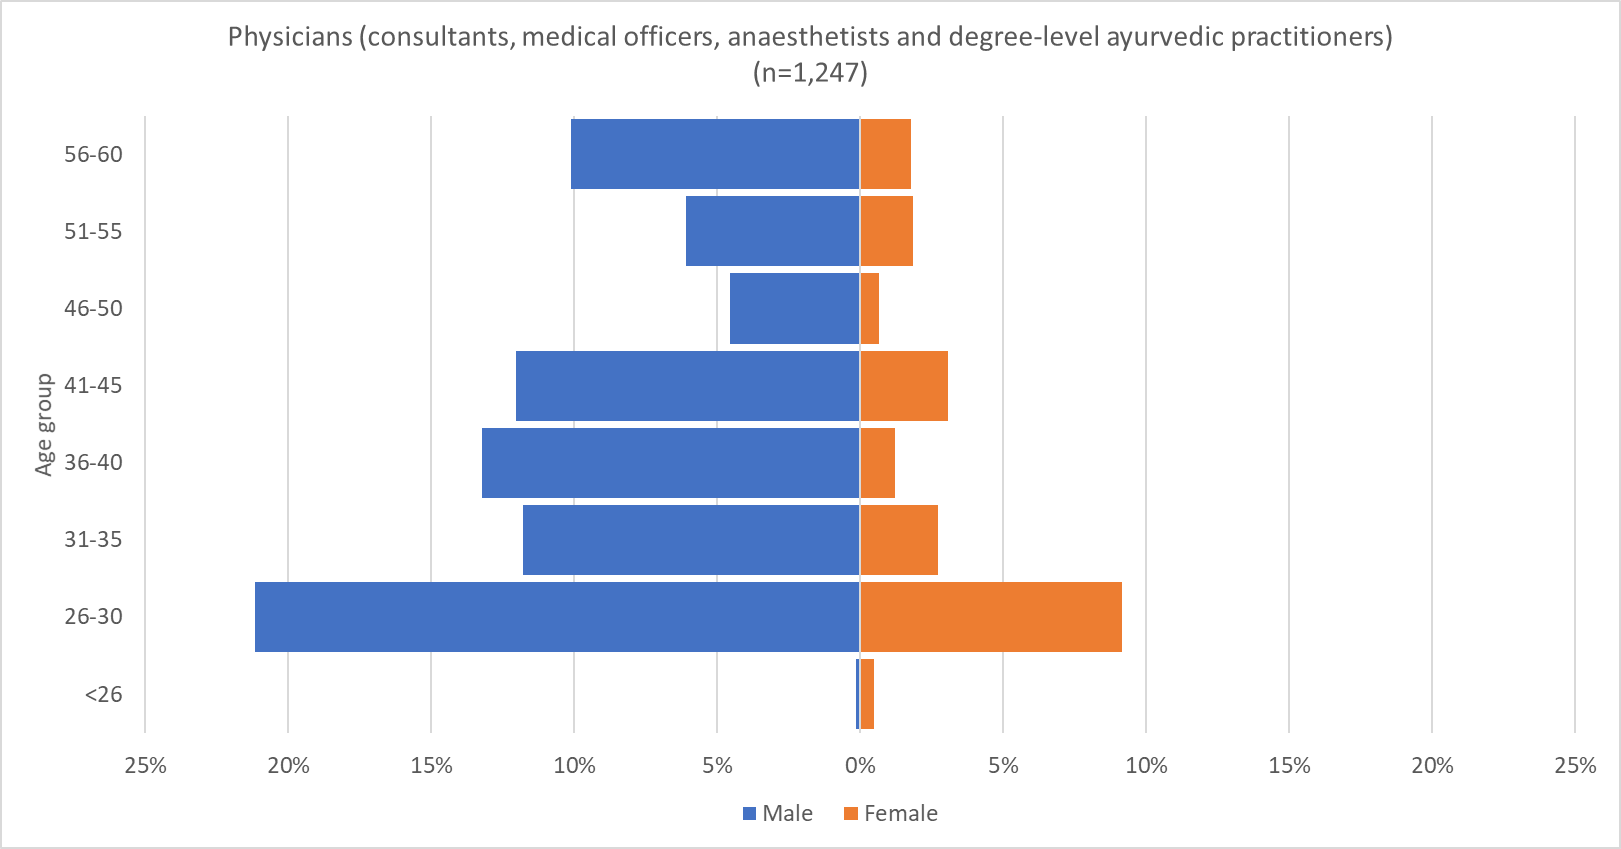 Physicians (consultants, medical officers, anaesthetists and degree-level ayurvedic practitioners)
(n=1,247)
Age group
56-60
51-55
46-50
41-45
36-40
31-35
26-30
<26
25% 20% 15% 10% 5% 0% 5% 10% 15% 20% 25%
Male Female